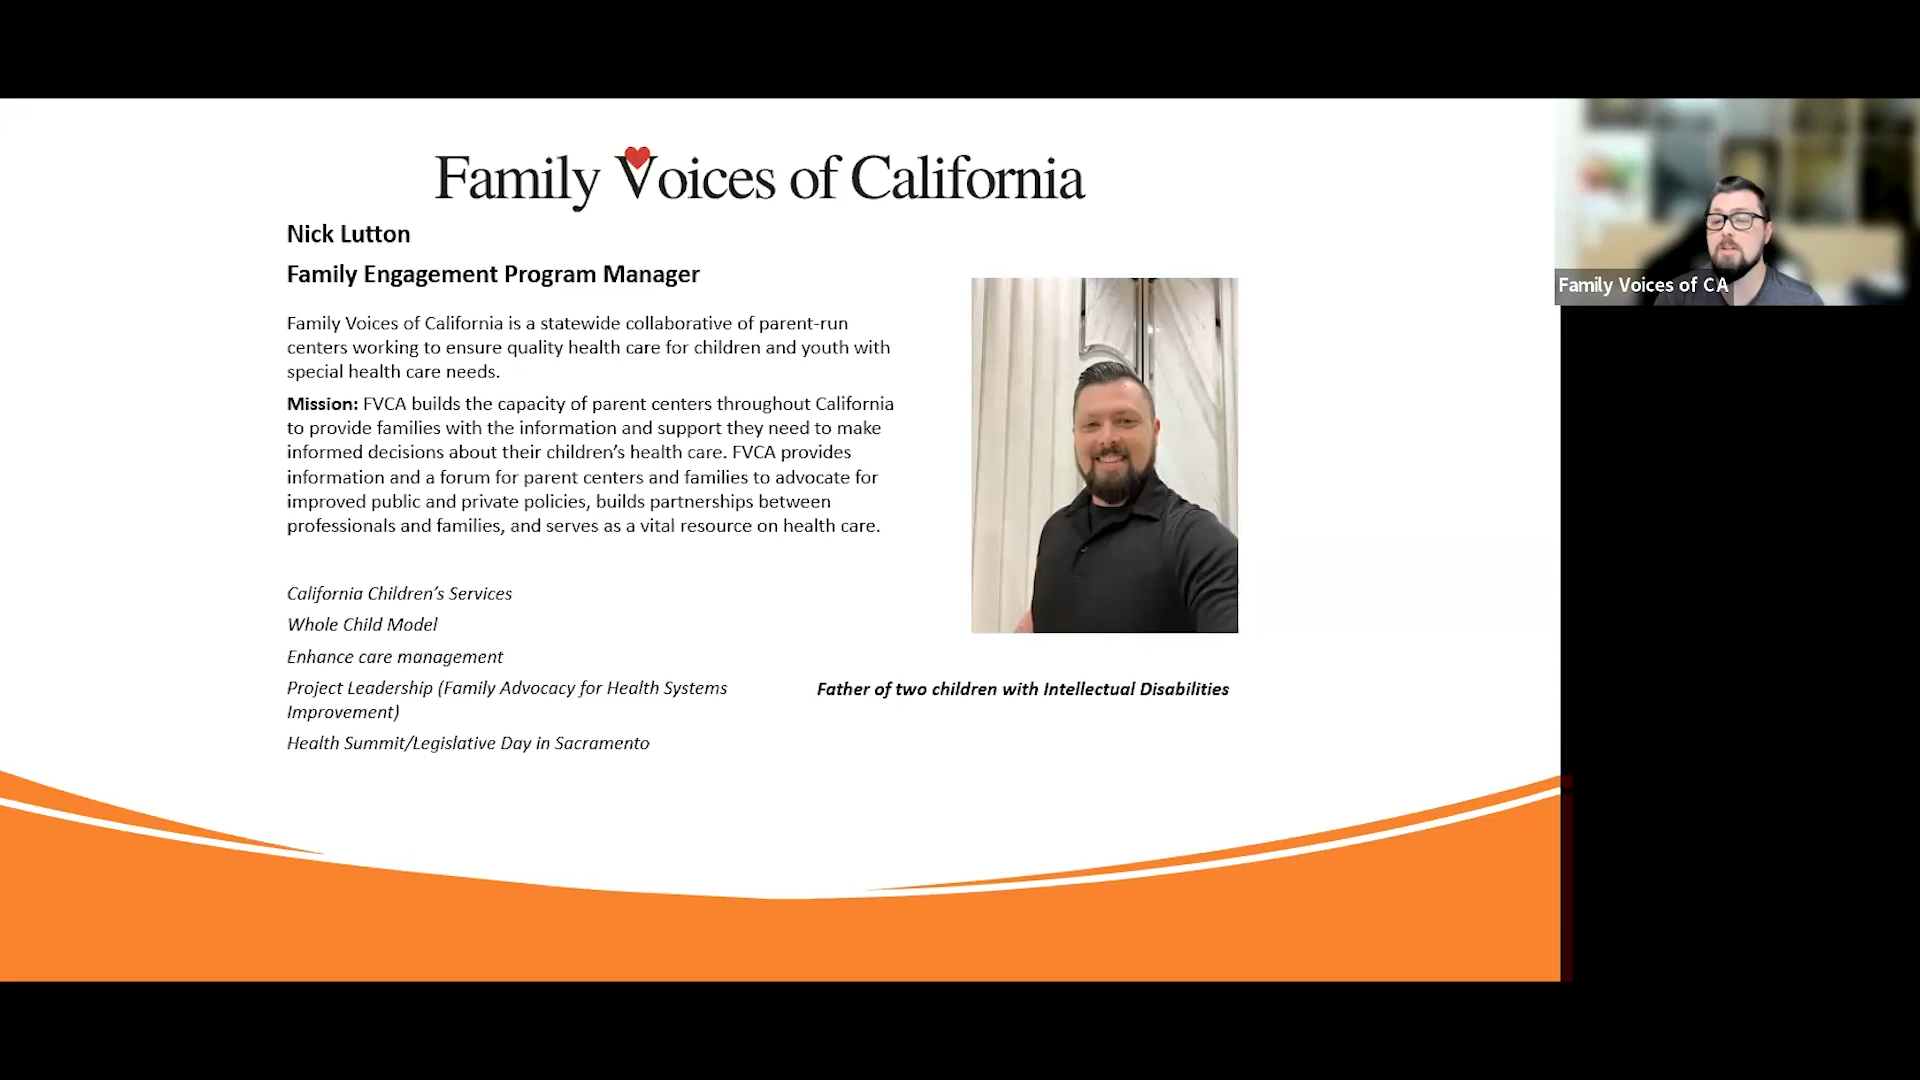 Family Voices of California
Nick Lutton
Family Engagement Program Manager
Family Voices of California is a statewide collaborative of parent-run
centers working to ensure quality health care for children and youth with
special health care needs.
Mission: FVCA builds the capacity of parent centers throughout California
to provide families with the information and support they need to make
informed decisions about their children’s health care. FVCA provides
information and a forum for parent centers and families to advocate for
improved public and private policies, builds partnerships between
professionals and families, and serves as a vital resource on health care.
California Children’s Services
Whole Child Model
Enhance care management
Project Leadership (Family Advocacy for Health Systems
Improvement)
Health Summit/Legislative Day in Sacramento
Father of two children with Intellectual Disabilities
Family Voices of CA